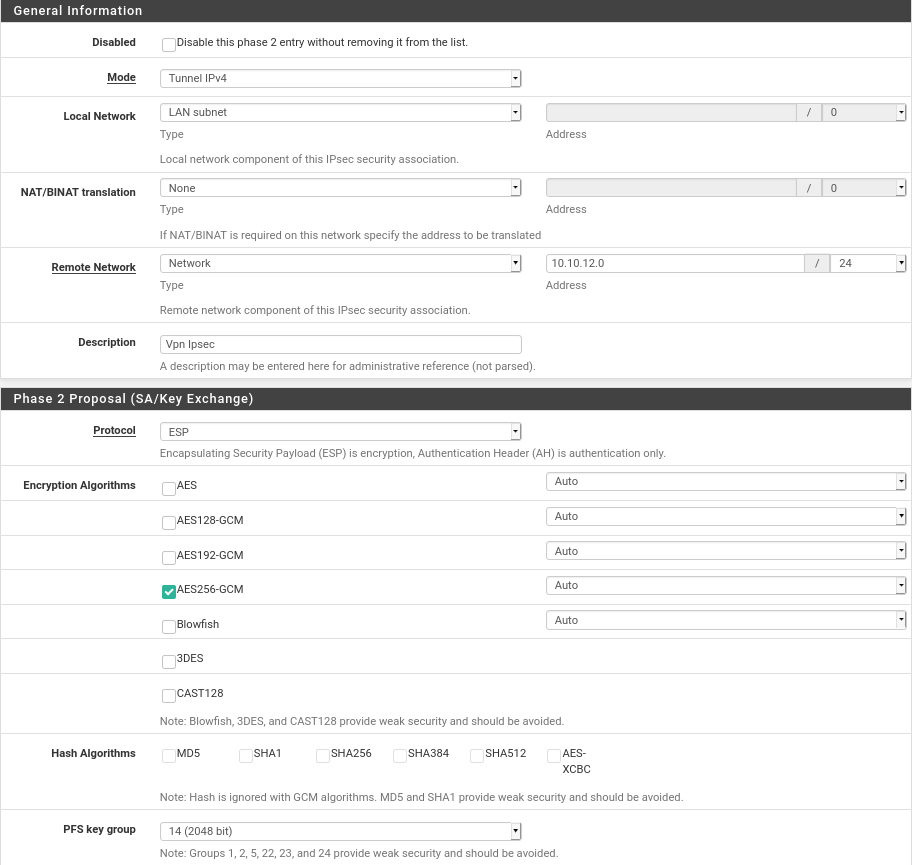 General Information
Disabled
Disable this phase 2 entry without removing it from the list.
Mode
Tunnel IPv4
Local Network
LAN subnet
/
0
Type
Address
Local network component of this IPsec security association.
NAT/BINAT translation
None
/
0
Type
Address
If NAT/BINAT is required on this network specify the address to be translated
Remote Network
Network
10.10.12.0
/
24
Type
Address
Remote network component of this IPsec security association.
Description
Vpn Ipsec
A description may be entered here for administrative reference (not parsed).
Phase 2 Proposal (SA/Key Exchange)
Protocol
ESP
Encapsulating Security Payload (ESP) is encryption, Authentication Header (AH) is authentication only.
Encryption Algorithms
AES
Auto
AES128-GCM
Auto
AES192-GCM
Auto
AES256-GCM
Auto
Blowfish
Auto
3DES
CAST128
Note: Blowfish, 3DES, and CAST128 provide weak security and should be avoided.
Hash Algorithms
MD5
SHA1
SHA256
SHA384
SHA512
AES-
XCBC
Note: Hash is ignored with GCM algorithms. MD5 and SHA1 provide weak security and should be avoided.
PFS key group
14 (2048 bit)
Note: Groups 1, 2, 5, 22, 23, and 24 provide weak security and should be avoided.